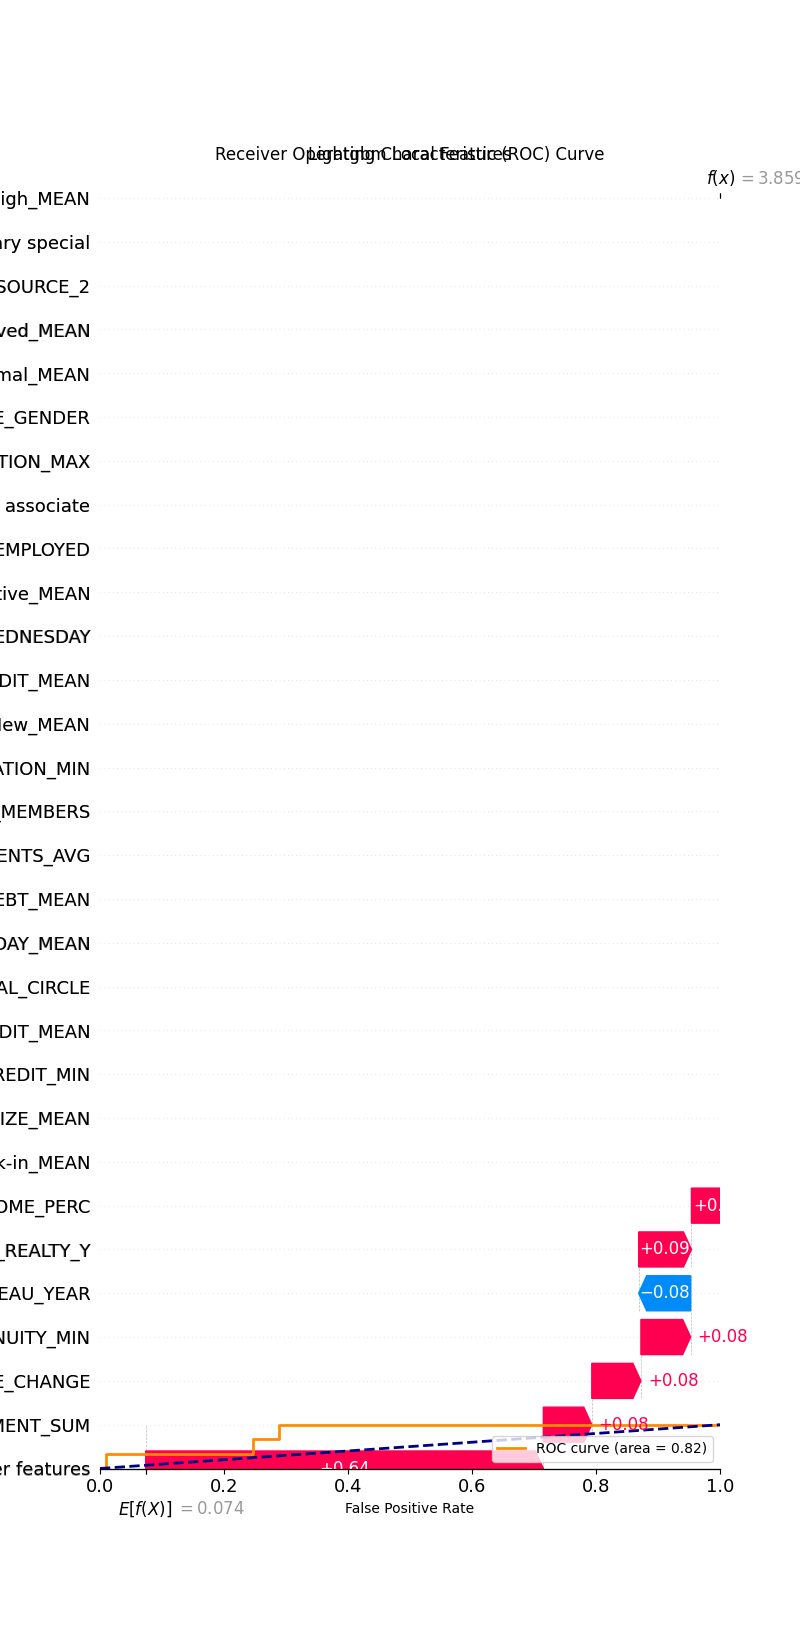 Receiver Operating Characteristic (ROC) Curve
Lightgbm Local Features
f(x) = 3.859
igh_MEAN
ary special
SOURCE_2
ved_MEAN
mal_MEAN
E_GENDER
TION_MAX
associate
EMPLOYED
tive_MEAN
EDNESDAY
DIT_MEAN
New_MEAN
ATION_MIN
_MEMBERS
ENTS_AVG
EBT_MEAN
DAY_MEAN
AL_CIRCLE
DIT_MEAN
REDIT_MIN
IZE_MEAN
k-in_MEAN
OME_PERC +0.
_REALTY_Y +0.09
EAU_YEAR −0.08
NUITY_MIN +0.08
E_CHANGE +0.08
MENT_SUM +0.08
ROC curve (area = 0.82)
er features +0.64
0.0 0.2 0.4 0.6 0.8 1.0
E[f(X)] = 0.074
False Positive Rate